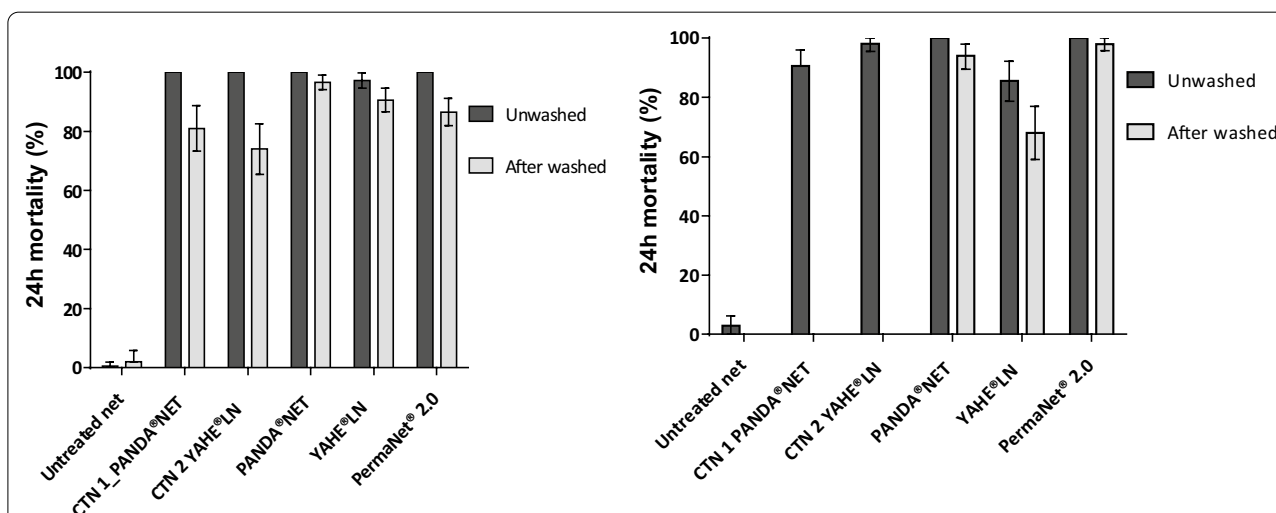 24h mortality (%)
100
80
60
40
20
0
Unwashed
After washed
Untreated net
CTN 1_PANDA®NET
CTN 2 YAHE®LN
PANDA®NET
YAHE®LN
PermaNet® 2.0
24h mortality (%)
100
80
60
40
20
0
Unwashed
After washed
Untreated net
CTN 1 PANDA®NET
CTN 2 YAHE®LN
PANDA®NET
YAHE®LN
PermaNet® 2.0